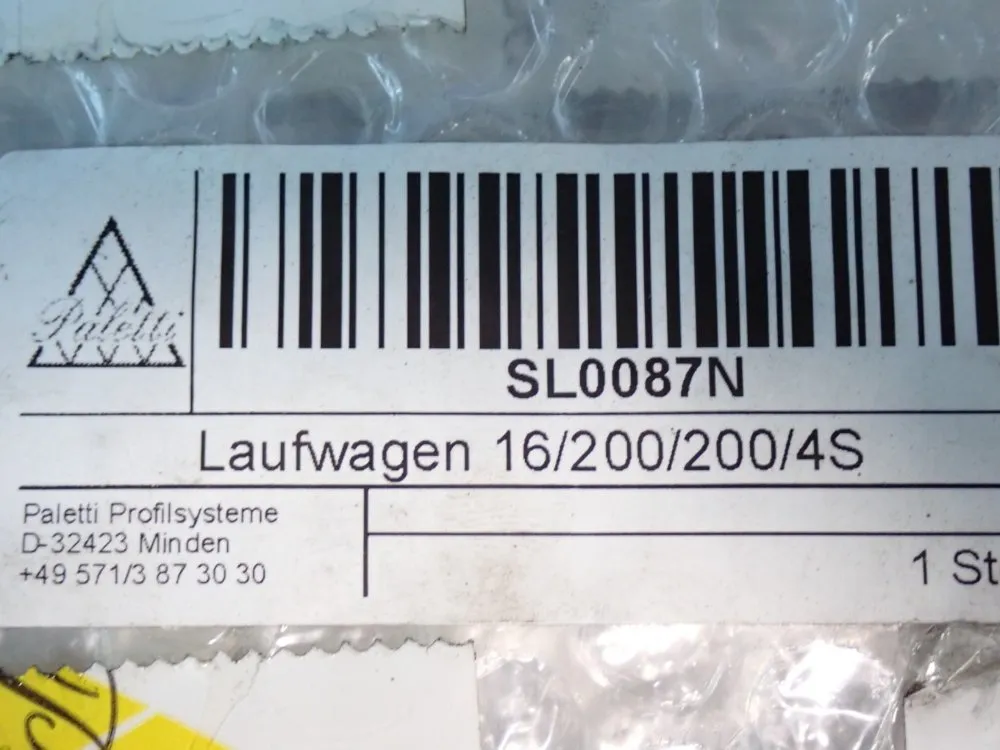 Paletti
SL0087N
Laufwagen 16/200/200/4S
Paletti Profilsysteme
D-32423 Minden
+49 571/3 87 30 30
1 St